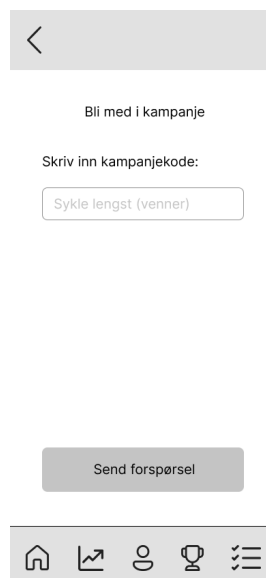 Bli med i kampanje
Skriv inn kampanjekode:
Sykle lengst (venner)
Send forspørsel